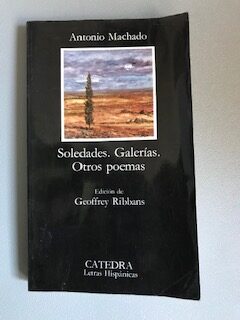 Antonio Machado
Soledades. Galerías.
Otros poemas
Edición de
Geoffrey Ribbans
CATEDRA
Letras Hispánicas